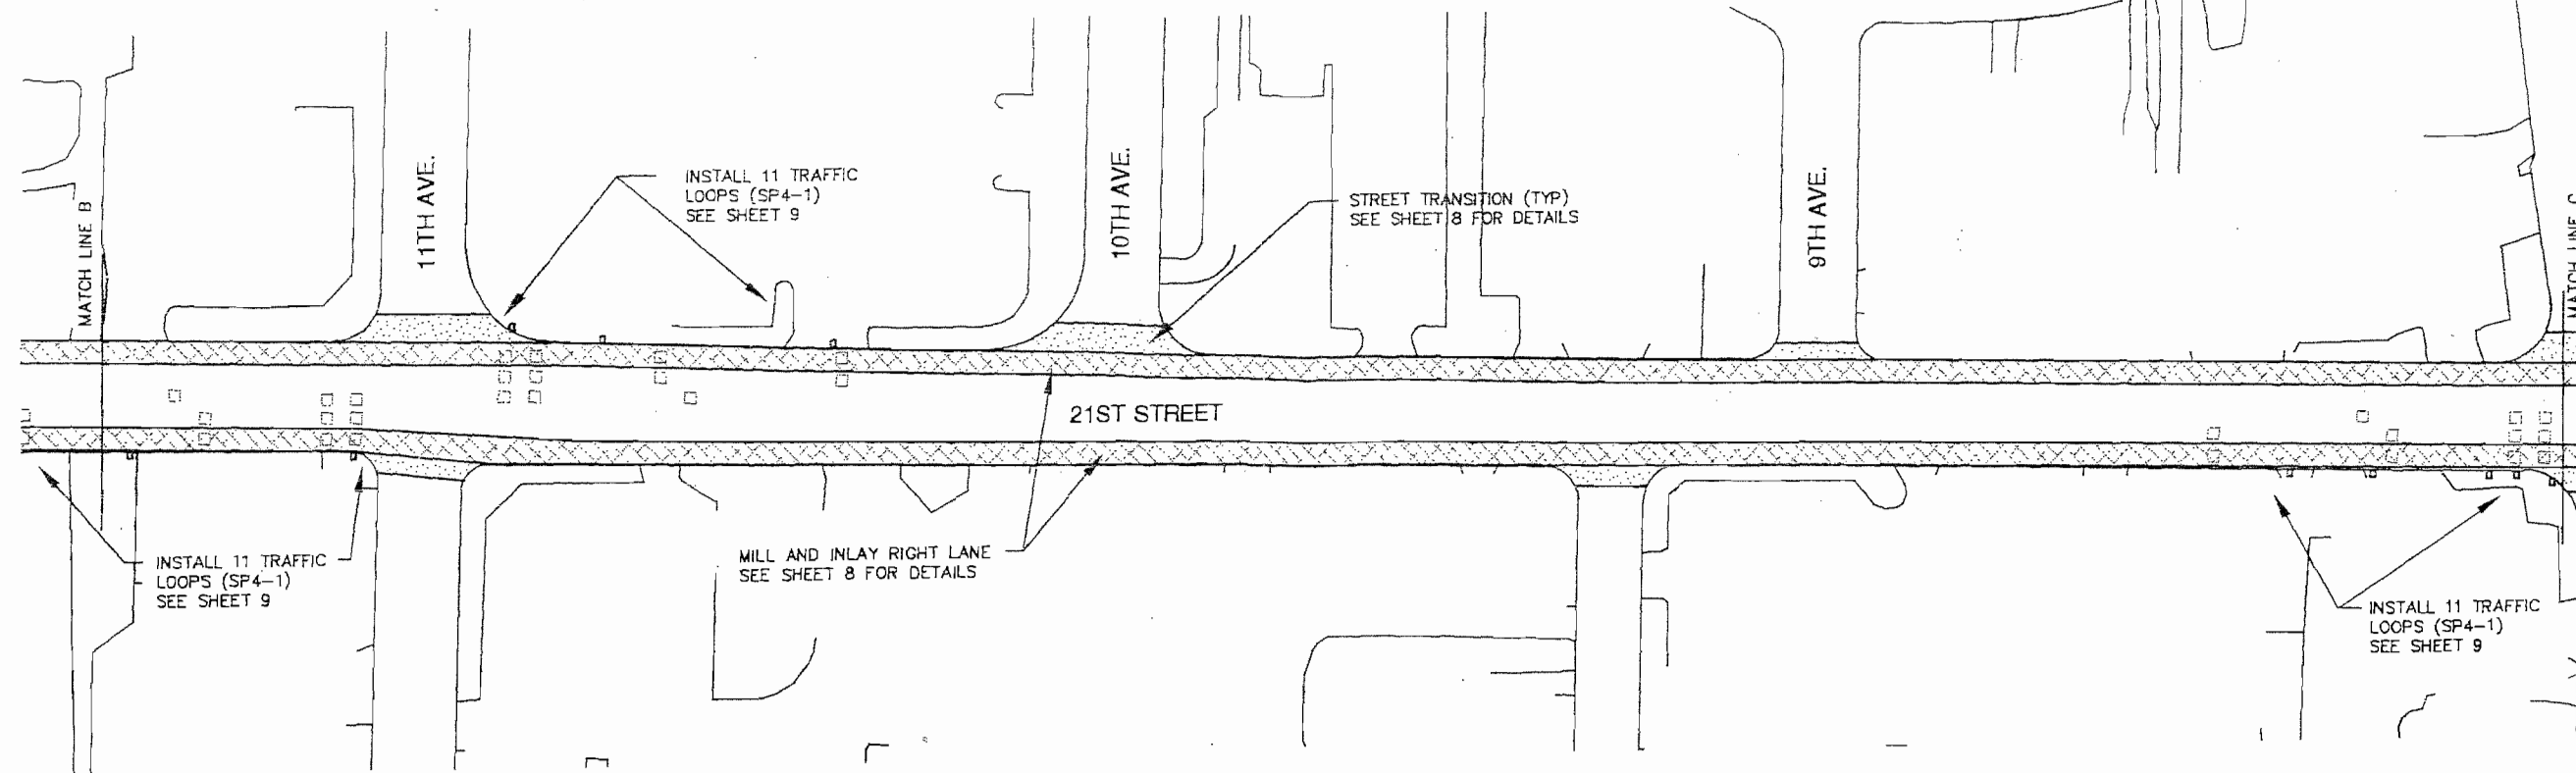 MATCH LINE B
11TH AVE.
INSTALL 11 TRAFFIC
LOOPS (SP4-1)
SEE SHEET 9
10TH AVE.
STREET TRANSITION (TYP)
SEE SHEET 8 FOR DETAILS
9TH AVE.
MATCH LINE C
21ST STREET
INSTALL 11 TRAFFIC
LOOPS (SP4-1)
SEE SHEET 9
MILL AND INLAY RIGHT LANE
SEE SHEET 8 FOR DETAILS
INSTALL 11 TRAFFIC
LOOPS (SP4-1)
SEE SHEET 9